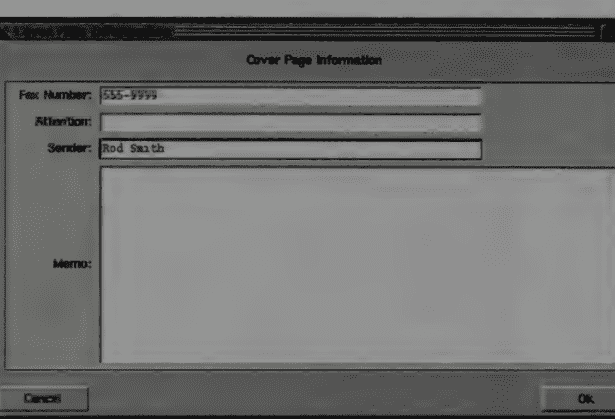 Cover Page Information
Fax Number: 555-9999
Attention:
Sender: Rod Smith
Memo:
Cancel OK